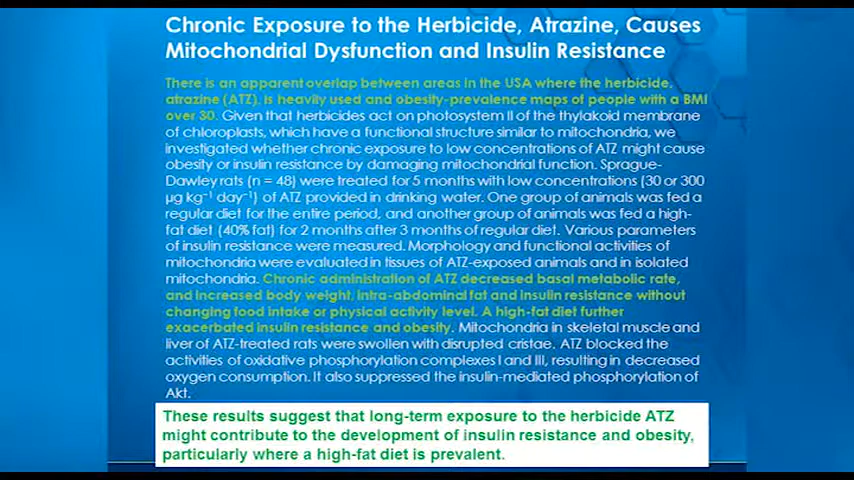 Chronic Exposure to the Herbicide, Atrazine, Causes
Mitochondrial Dysfunction and Insulin Resistance
There is an apparent overlap between areas in the USA where the herbicide,
atrazine (ATZ), is heavily used and obesity-prevalence maps of people with a BMI
over 30. Given that herbicides act on photosystem II of the thylakoid membrane
of chloroplasts, which have a functional structure similar to mitochondria, we
investigated whether chronic exposure to low concentrations of ATZ might cause
obesity or insulin resistance by damaging mitochondrial function. Sprague-
Dawley rats (n = 48) were treated for 5 months with low concentrations (30 or 300
µg kg⁻¹ day⁻¹) of ATZ provided in drinking water. One group of animals was fed a
regular diet for the entire period, and another group of animals was fed a high-
fat diet (40% fat) for 2 months after 3 months of regular diet. Various parameters
of insulin resistance were measured. Morphology and functional activities of
mitochondria were evaluated in tissues of ATZ-exposed animals and in isolated
mitochondria. Chronic administration of ATZ decreased basal metabolic rate,
and increased body weight, intra-abdominal fat and insulin resistance without
changing food intake or physical activity level. A high-fat diet further
exacerbated insulin resistance and obesity. Mitochondria in skeletal muscle and
liver of ATZ-treated rats were swollen with disrupted cristae. ATZ blocked the
activities of oxidative phosphorylation complexes I and III, resulting in decreased
oxygen consumption. It also suppressed the insulin-mediated phosphorylation of
Akt.
These results suggest that long-term exposure to the herbicide ATZ
might contribute to the development of insulin resistance and obesity,
particularly where a high-fat diet is prevalent.